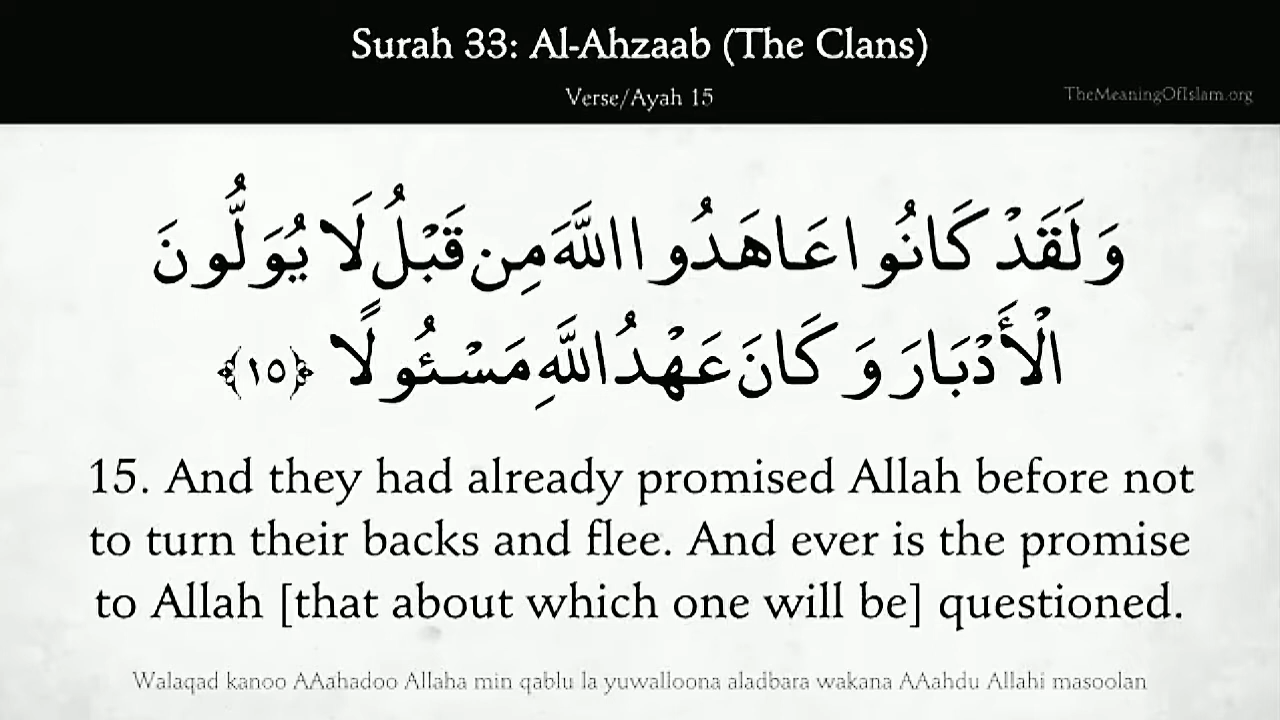 Surah 33: Al-Ahzaab (The Clans)
Verse/Ayah 15
TheMeaningOfIslam.org
وَلَقَدْ كَانُوا عَاهَدُوا اللَّهَ مِن قَبْلُ لَا يُوَلُّونَ
الْأَدْبَارَ وَكَانَ عَهْدُ اللَّهِ مَسْئُولًا ﴿١٥﴾
15. And they had already promised Allah before not
to turn their backs and flee. And ever is the promise
to Allah [that about which one will be] questioned.
Walaqad kanoo AAahadoo Allaha min qablu la yuwalloona aladbara wakana AAahdu Allahi masoolan